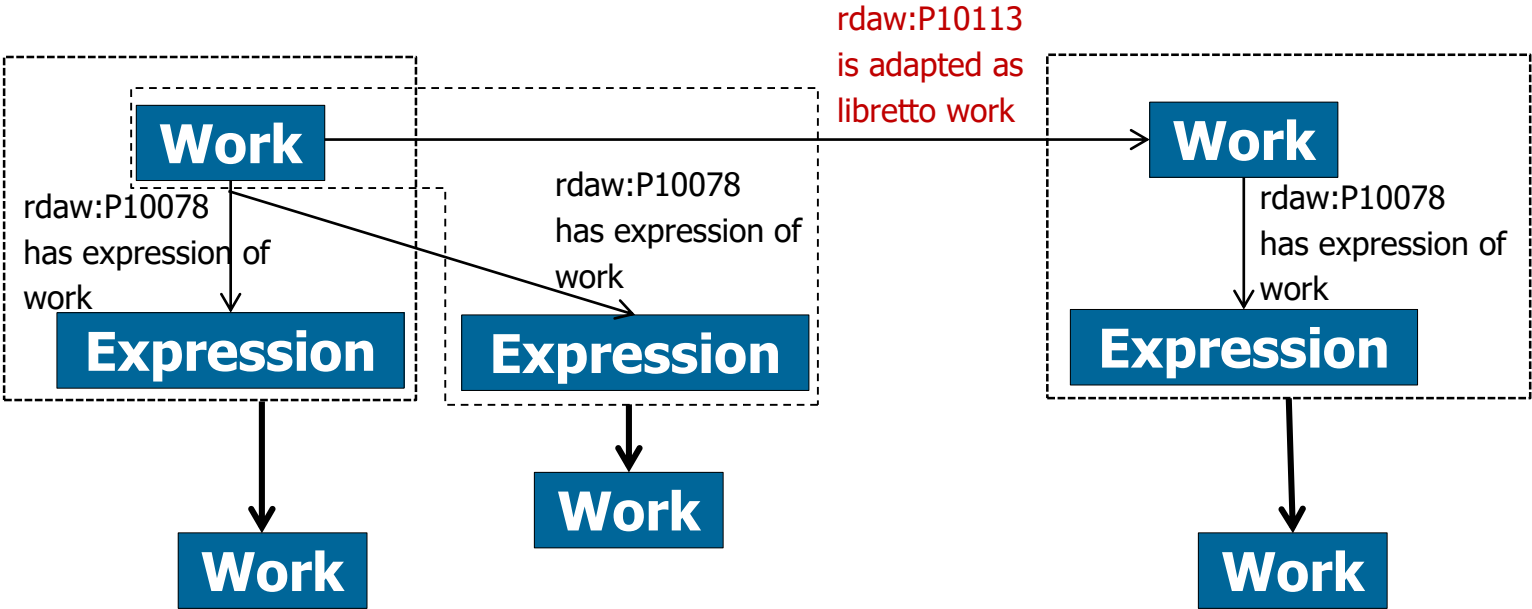 rdaw:P10113
is adapted as
libretto work
Work
Work
rdaw:P10078
has expression of
work
rdaw:P10078
has expression of
work
rdaw:P10078
has expression of
work
Expression
Expression
Expression
Work
Work
Work